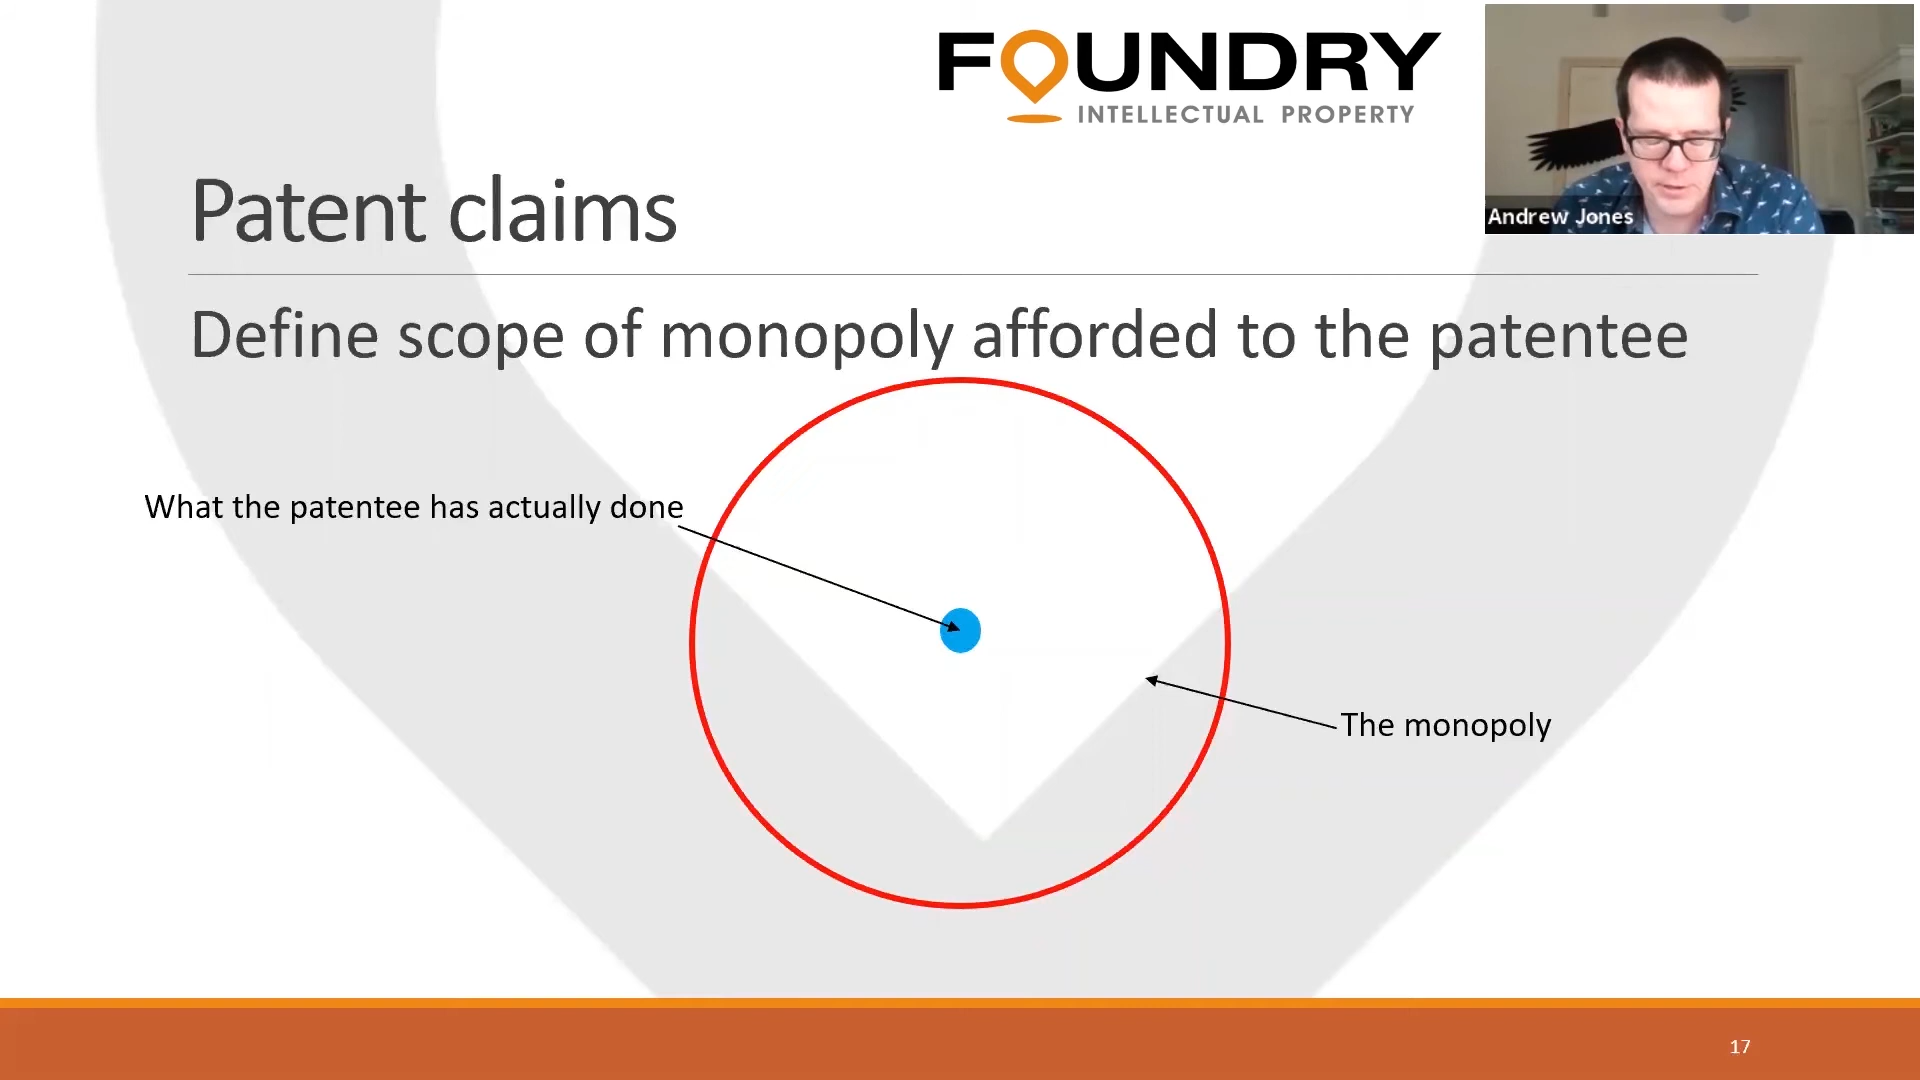 FOUNDRY
INTELLECTUAL PROPERTY
Andrew Jones
Patent claims
Define scope of monopoly afforded to the patentee
What the patentee has actually done
The monopoly
17